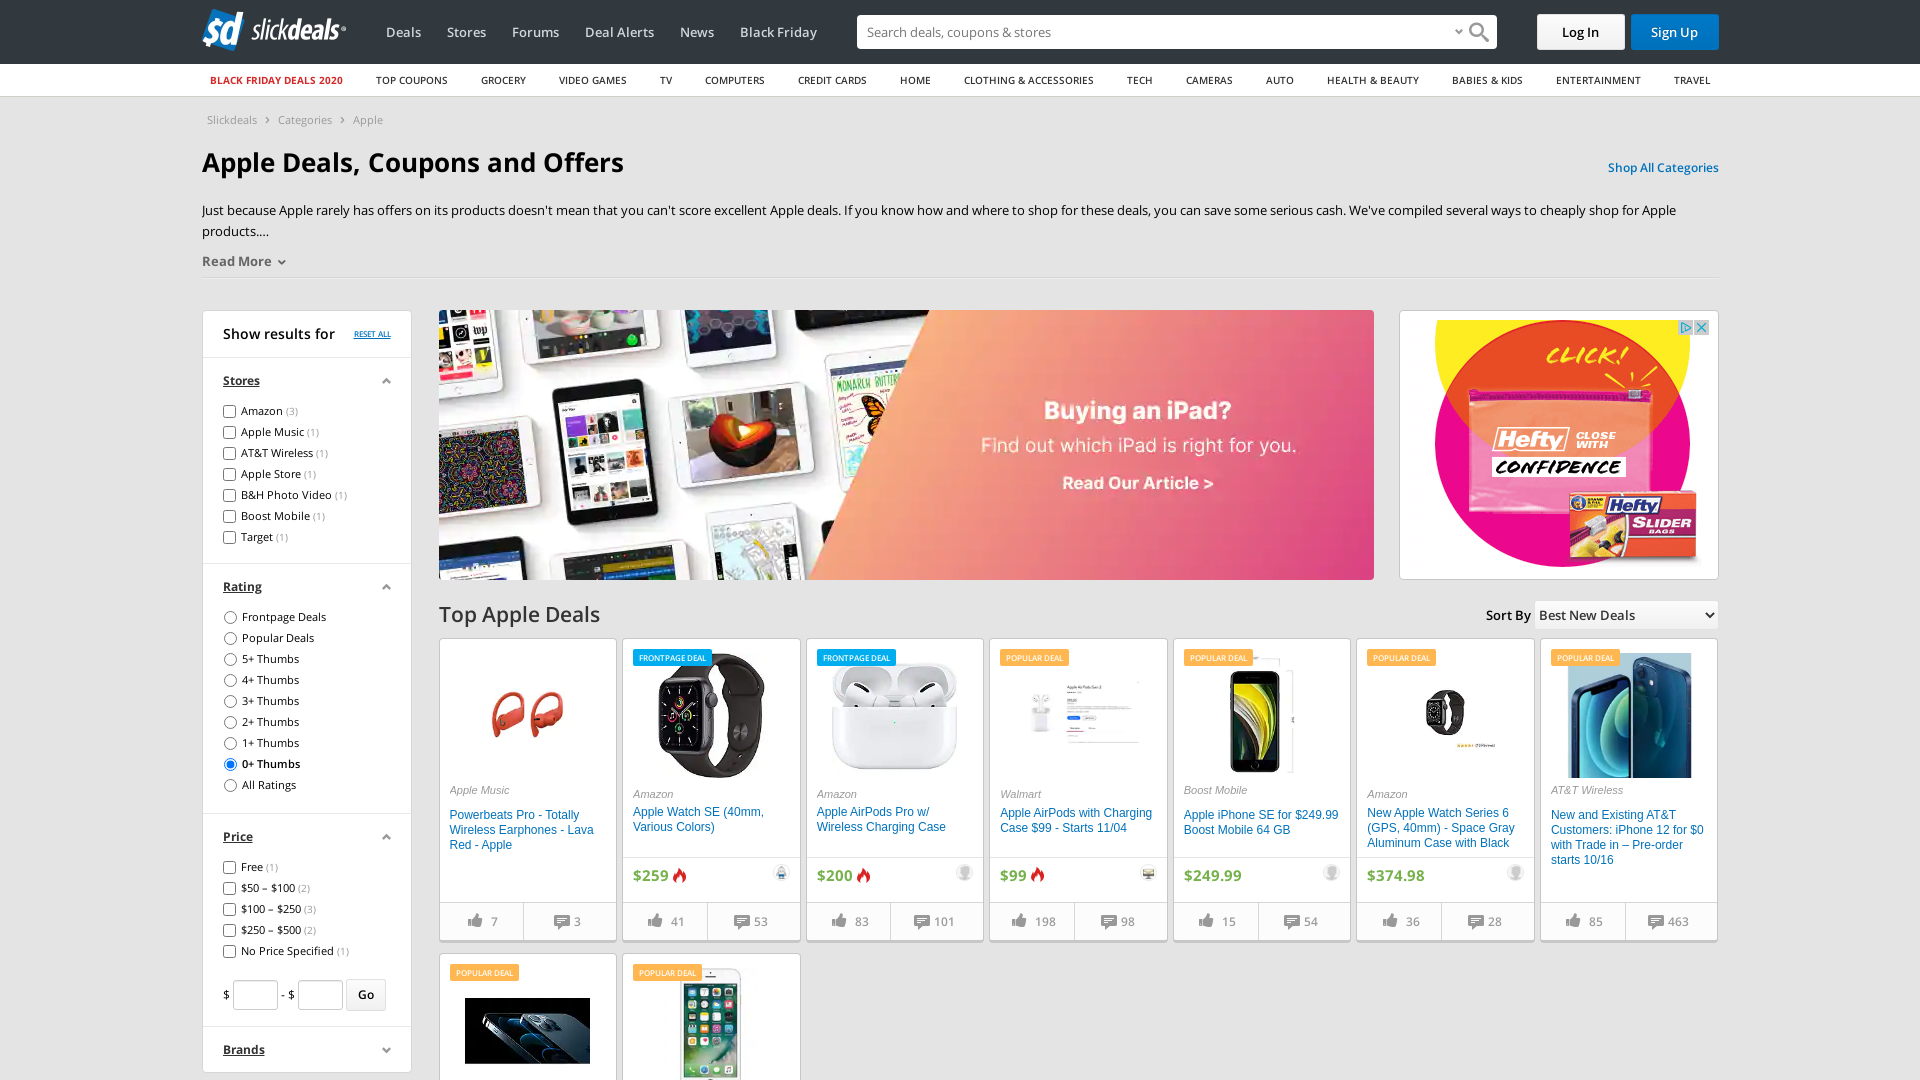 sd slickdeals
Deals
Stores
Forums
Deal Alerts
News
Black Friday
Search deals, coupons & stores
Log In
Sign Up
BLACK FRIDAY DEALS 2020
TOP COUPONS
GROCERY
VIDEO GAMES
TV
COMPUTERS
CREDIT CARDS
HOME
CLOTHING & ACCESSORIES
TECH
CAMERAS
AUTO
HEALTH & BEAUTY
BABIES & KIDS
ENTERTAINMENT
TRAVEL
Slickdeals > Categories > Apple
Apple Deals, Coupons and Offers
Shop All Categories
Just because Apple rarely has offers on its products doesn't mean that you can't score excellent Apple deals. If you know how and where to shop for these deals, you can save some serious cash. We've compiled several ways to cheaply shop for Apple
products....
Read More
Show results for
RESET ALL
Stores
Amazon (3)
Apple Music (1)
AT&T Wireless (1)
Apple Store (1)
B&H Photo Video (1)
Boost Mobile (1)
Target (1)
Rating
Frontpage Deals
Popular Deals
5+ Thumbs
4+ Thumbs
3+ Thumbs
2+ Thumbs
1+ Thumbs
0+ Thumbs
All Ratings
Price
Free (1)
$50 – $100 (2)
$100 – $250 (3)
$250 – $500 (2)
No Price Specified (1)
$ - $ Go
Brands
MONARCH BUTTER
Buying an iPad?
Find out which iPad is right for you.
Read Our Article >
CLICK!
Hefty CLOSE WITH
CONFIDENCE
Hefty
SLIDER
BAGS
Top Apple Deals
Sort By Best New Deals
Apple Music
Powerbeats Pro - Totally
Wireless Earphones - Lava
Red - Apple
7
3
FRONTPAGE DEAL
Amazon
Apple Watch SE (40mm,
Various Colors)
$259
41
53
FRONTPAGE DEAL
Amazon
Apple AirPods Pro w/
Wireless Charging Case
$200
83
101
POPULAR DEAL
Walmart
Apple AirPods with Charging
Case $99 - Starts 11/04
$99
198
98
POPULAR DEAL
Boost Mobile
Apple iPhone SE for $249.99
Boost Mobile 64 GB
$249.99
15
54
POPULAR DEAL
Amazon
New Apple Watch Series 6
(GPS, 40mm) - Space Gray
Aluminum Case with Black
$374.98
36
28
POPULAR DEAL
AT&T Wireless
New and Existing AT&T
Customers: iPhone 12 for $0
with Trade in – Pre-order
starts 10/16
85
463
POPULAR DEAL
POPULAR DEAL